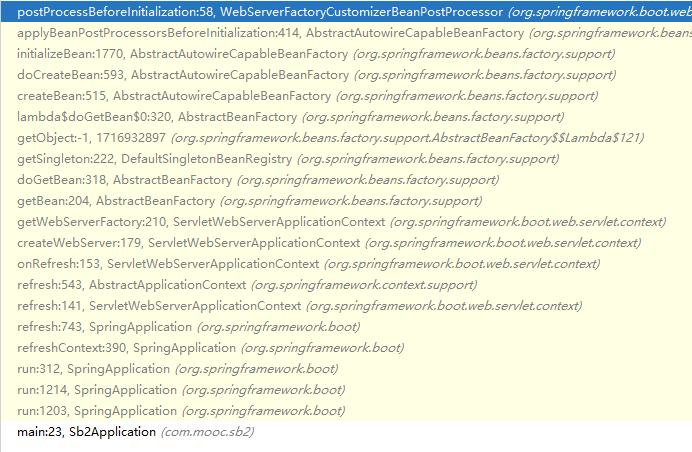 postProcessBeforeInitialization:58, WebServerFactoryCustomizerBeanPostProcessor (org.springframework.boot.web
applyBeanPostProcessorsBeforeInitialization:414, AbstractAutowireCapableBeanFactory (org.springframework.beans
initializeBean:1770, AbstractAutowireCapableBeanFactory (org.springframework.beans.factory.support)
doCreateBean:593, AbstractAutowireCapableBeanFactory (org.springframework.beans.factory.support)
createBean:515, AbstractAutowireCapableBeanFactory (org.springframework.beans.factory.support)
lambda$doGetBean$0:320, AbstractBeanFactory (org.springframework.beans.factory.support)
getObject:-1, 1716932897 (org.springframework.beans.factory.support.AbstractBeanFactory$$Lambda$121)
getSingleton:222, DefaultSingletonBeanRegistry (org.springframework.beans.factory.support)
doGetBean:318, AbstractBeanFactory (org.springframework.beans.factory.support)
getBean:204, AbstractBeanFactory (org.springframework.beans.factory.support)
getWebServerFactory:210, ServletWebServerApplicationContext (org.springframework.boot.web.servlet.context)
createWebServer:179, ServletWebServerApplicationContext (org.springframework.boot.web.servlet.context)
onRefresh:153, ServletWebServerApplicationContext (org.springframework.boot.web.servlet.context)
refresh:543, AbstractApplicationContext (org.springframework.context.support)
refresh:141, ServletWebServerApplicationContext (org.springframework.boot.web.servlet.context)
refresh:743, SpringApplication (org.springframework.boot)
refreshContext:390, SpringApplication (org.springframework.boot)
run:312, SpringApplication (org.springframework.boot)
run:1214, SpringApplication (org.springframework.boot)
run:1203, SpringApplication (org.springframework.boot)
main:23, Sb2Application (com.mooc.sb2)